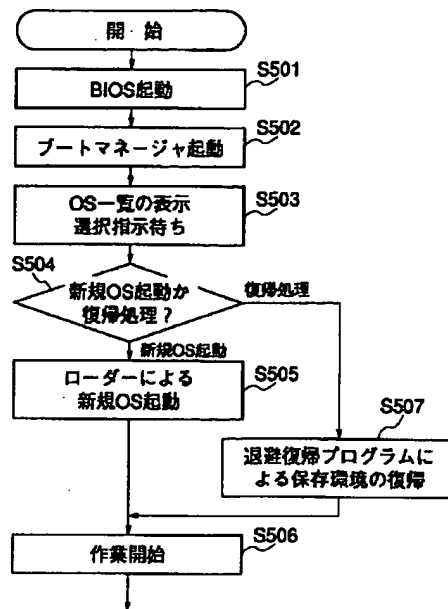 開始
S501
BIOS起動
S502
ブートマネージャ起動
S503
OS一覧の表示
選択指示待ち
S504
新規OS起動か
復帰処理?
復帰処理
新規OS起動
S505
ローダーによる
新規OS起動
S507
退避復帰プログラム
による保存環境の復帰
S506
作業開始